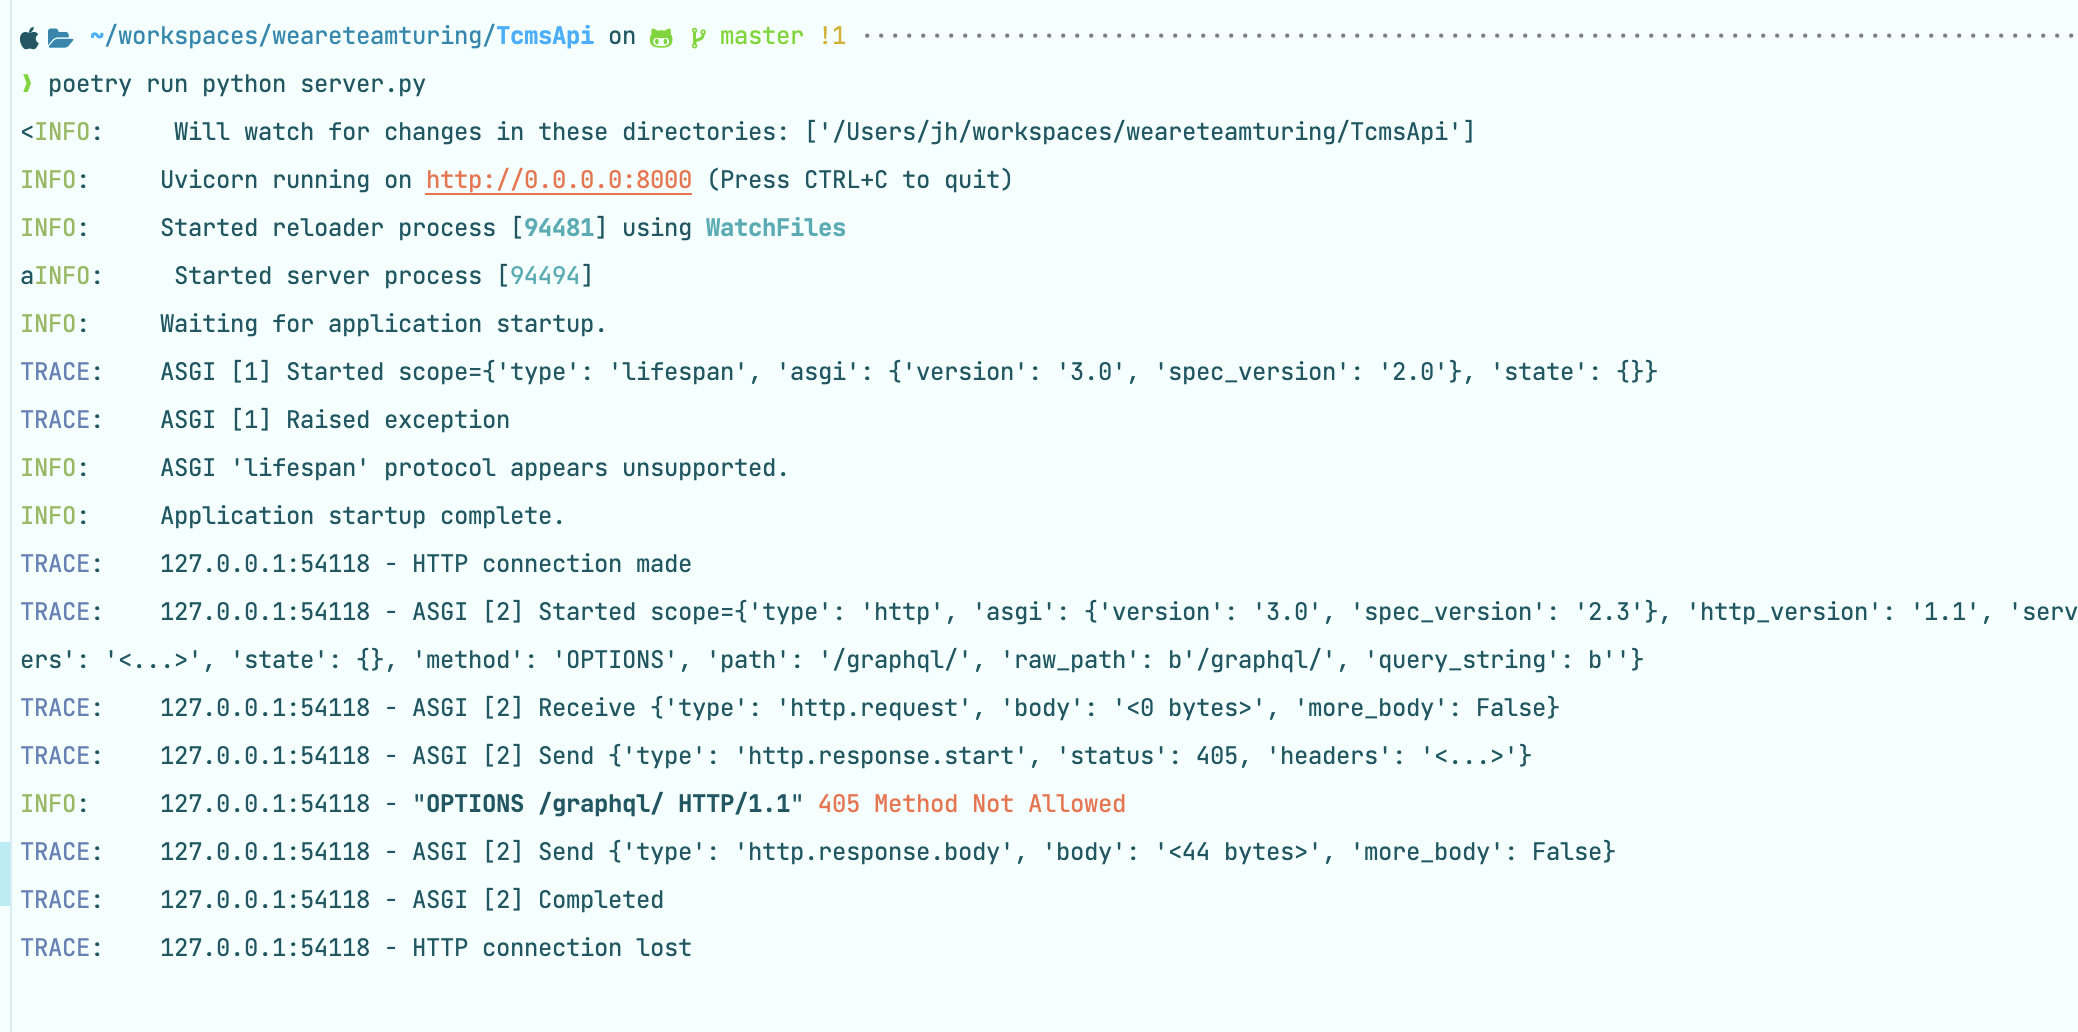 ~/workspaces/weareteamturing/TcmsApi on master !1
❯ poetry run python server.py
<INFO:     Will watch for changes in these directories: ['/Users/jh/workspaces/weareteamturing/TcmsApi']
INFO:     Uvicorn running on http://0.0.0.0:8000 (Press CTRL+C to quit)
INFO:     Started reloader process [94481] using WatchFiles
aINFO:     Started server process [94494]
INFO:     Waiting for application startup.
TRACE:    ASGI [1] Started scope={'type': 'lifespan', 'asgi': {'version': '3.0', 'spec_version': '2.0'}, 'state': {}}
TRACE:    ASGI [1] Raised exception
INFO:     ASGI 'lifespan' protocol appears unsupported.
INFO:     Application startup complete.
TRACE:    127.0.0.1:54118 - HTTP connection made
TRACE:    127.0.0.1:54118 - ASGI [2] Started scope={'type': 'http', 'asgi': {'version': '3.0', 'spec_version': '2.3'}, 'http_version': '1.1', 'serv
ers': '<...>', 'state': {}, 'method': 'OPTIONS', 'path': '/graphql/', 'raw_path': b'/graphql/', 'query_string': b''}
TRACE:    127.0.0.1:54118 - ASGI [2] Receive {'type': 'http.request', 'body': '<0 bytes>', 'more_body': False}
TRACE:    127.0.0.1:54118 - ASGI [2] Send {'type': 'http.response.start', 'status': 405, 'headers': '<...>'}
INFO:     127.0.0.1:54118 - "OPTIONS /graphql/ HTTP/1.1" 405 Method Not Allowed
TRACE:    127.0.0.1:54118 - ASGI [2] Send {'type': 'http.response.body', 'body': '<44 bytes>', 'more_body': False}
TRACE:    127.0.0.1:54118 - ASGI [2] Completed
TRACE:    127.0.0.1:54118 - HTTP connection lost